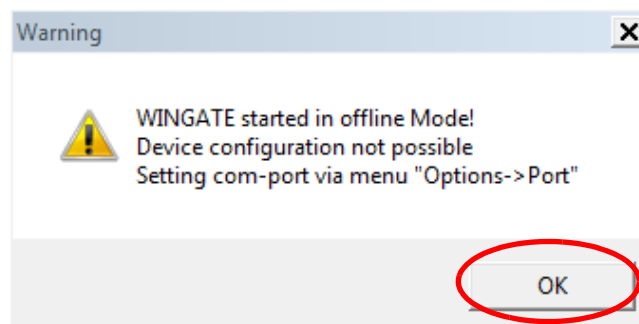 Warning
WINGATE started in offline Mode!
Device configuration not possible
Setting com-port via menu "Options->Port"
OK